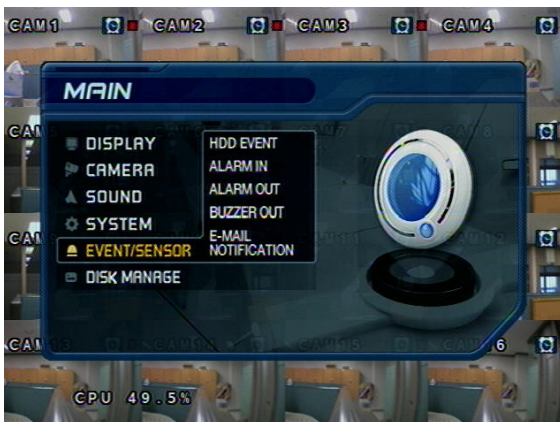 CAM1 CAM2 CAM3 CAM4
MAIN
DISPLAY
CAMERA
SOUND
SYSTEM
EVENT/SENSOR
DISK MANAGE
HDD EVENT
ALARM IN
ALARM OUT
BUZZER OUT
E-MAIL
NOTIFICATION
CPU 49.5%